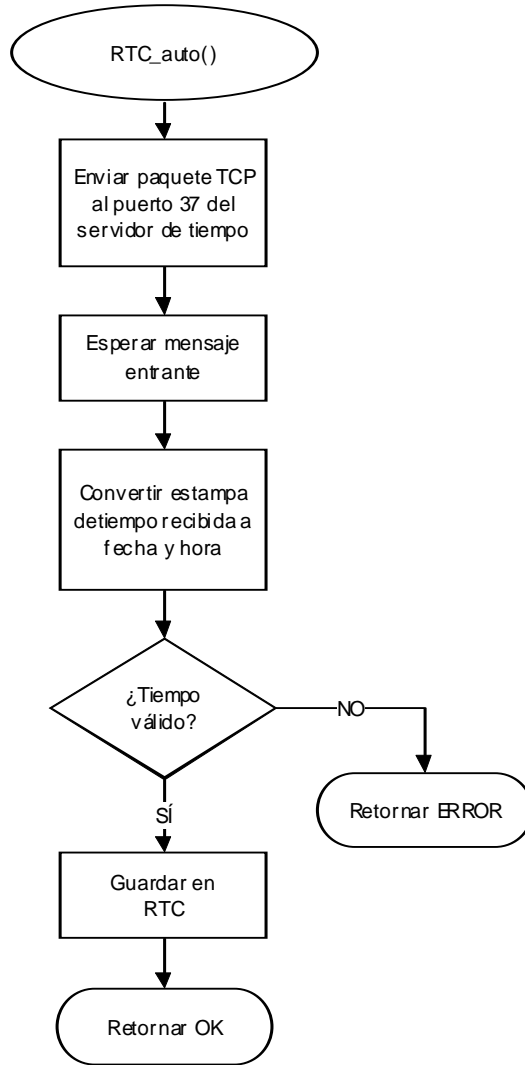 RTC_auto()
Enviar paquete TCP
al puerto 37 del
servidor de tiempo
Esperar mensaje
entrante
Convertir estampa
detiempo recibida a
fecha y hora
¿Tiempo
válido?
NO
Retornar ERROR
SÍ
Guardar en
RTC
Retornar OK